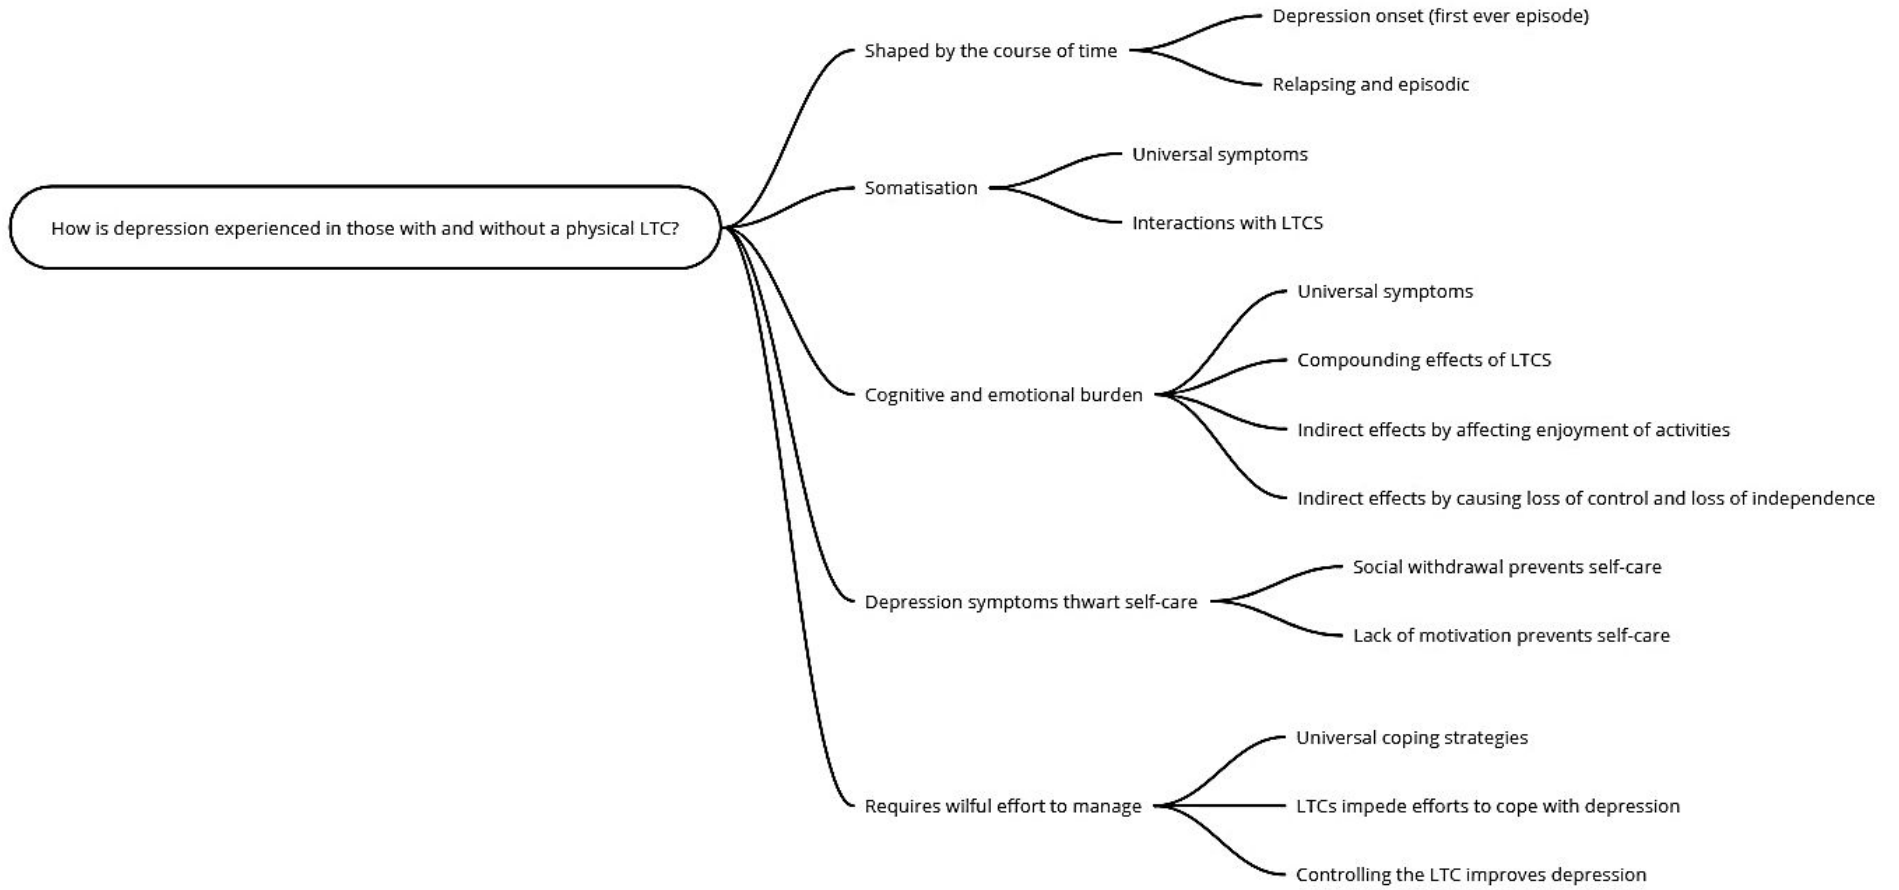 How is depression experienced in those with and without a physical LTC?
Shaped by the course of time
Depression onset (first ever episode)
Relapsing and episodic
Somatisation
Universal symptoms
Interactions with LTCS
Cognitive and emotional burden
Universal symptoms
Compounding effects of LTCS
Indirect effects by affecting enjoyment of activities
Indirect effects by causing loss of control and loss of independence
Depression symptoms thwart self-care
Social withdrawal prevents self-care
Lack of motivation prevents self-care
Requires wilful effort to manage
Universal coping strategies
LTCs impede efforts to cope with depression
Controlling the LTC improves depression